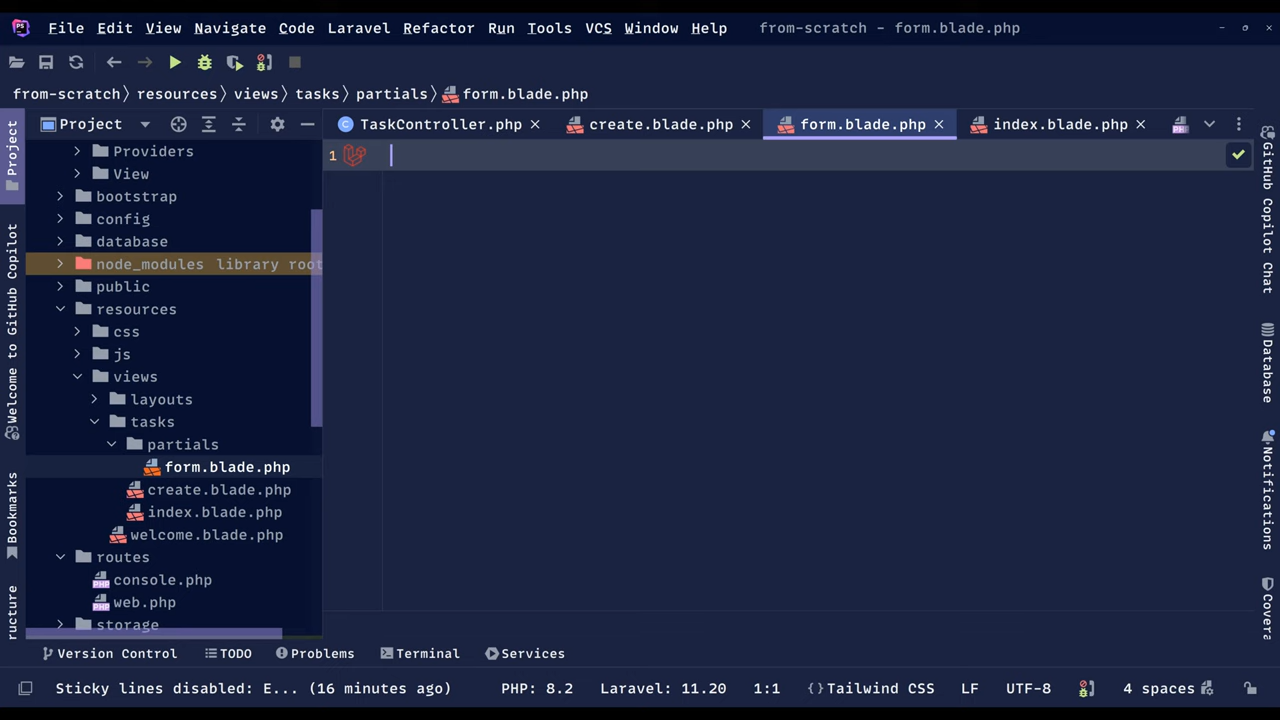 PS File Edit View Navigate Code Laravel Refactor Run Tools VCS Window Help from-scratch – form.blade.php
from-scratch〉resources〉views〉tasks〉partials〉form.blade.php
Project
Project
TaskController.php
create.blade.php
form.blade.php
index.blade.php
PHP
1
Providers
View
bootstrap
config
database
node_modules library root
public
resources
css
js
views
layouts
tasks
partials
form.blade.php
create.blade.php
index.blade.php
welcome.blade.php
routes
console.php
web.php
storage
Welcome to GitHub Copilot
Bookmarks
ructure
GitHub Copilot Chat
Database
Notifications
Covera
Version Control TODO Problems Terminal Services
Sticky lines disabled: E... (16 minutes ago) PHP: 8.2 Laravel: 11.20 1:1 {} Tailwind CSS LF UTF-8 4 spaces